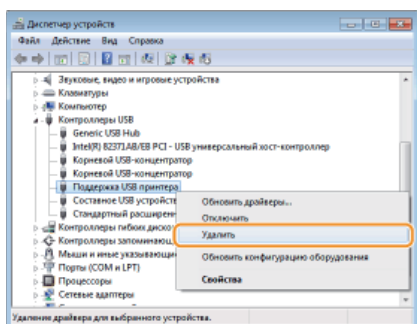 Диспетчер устройств
Файл Действие Вид Справка
Звуковые, видео и игровые устройства
Клавиатуры
Компьютер
Контроллеры USB
Generic USB Hub
Intel(R) 82371AB/EB PCI - USB универсальный хост-контроллер
Корневой USB-концентратор
Корневой USB-концентратор
Поддержка USB принтера
Составное USB устройств
Стандартный расширенн
Контроллеры гибких диско
Контроллеры запоминающ
Мыши и иные указывающи
Порты (COM и LPT)
Процессоры
Сетевые адаптеры
Обновить драйверы...
Отключить
Удалить
Обновить конфигурацию оборудования
Свойства
Удаление драйвера для выбранного устройства.